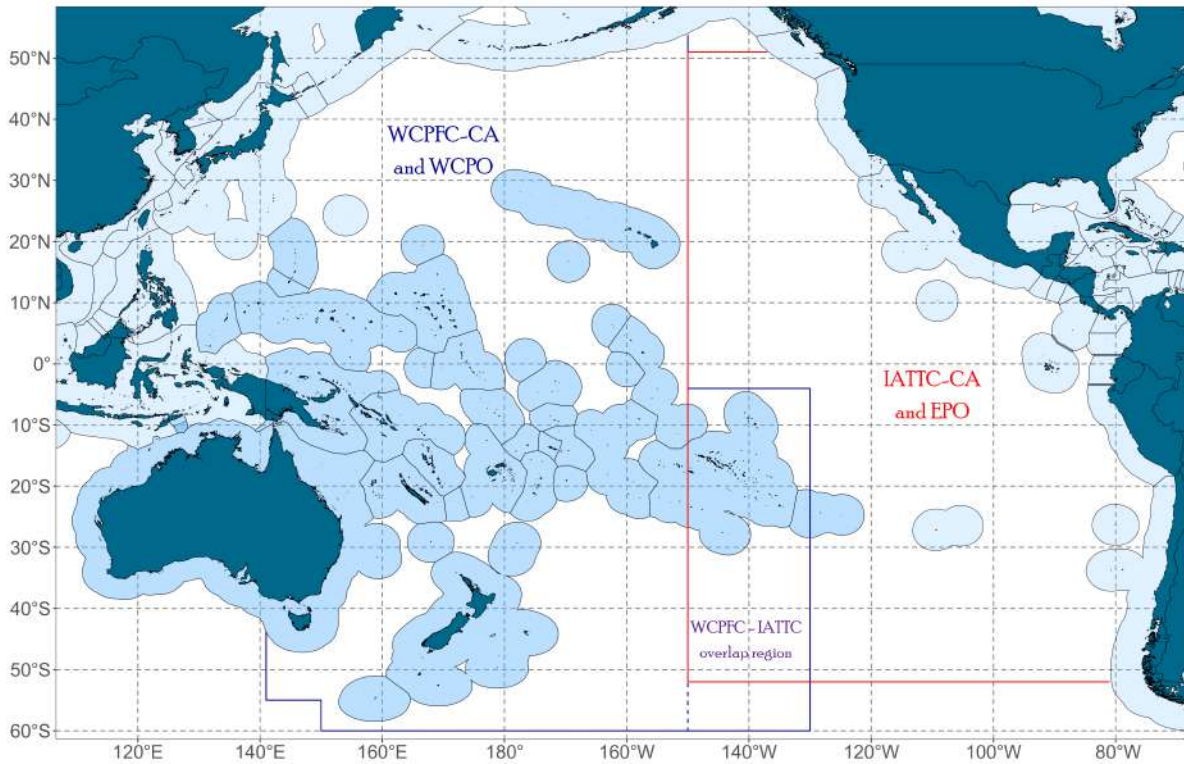 50°N
40°N
30°N
20°N
10°N
0°
10°S
20°S
30°S
40°S
50°S
60°S
WCPFC-CA
and WCPO
IATTC-CA
and EPO
WCPFC-IATTC
overlap region
120°E
140°E
160°E
180°
160°W
140°W
120°W
100°W
80°W